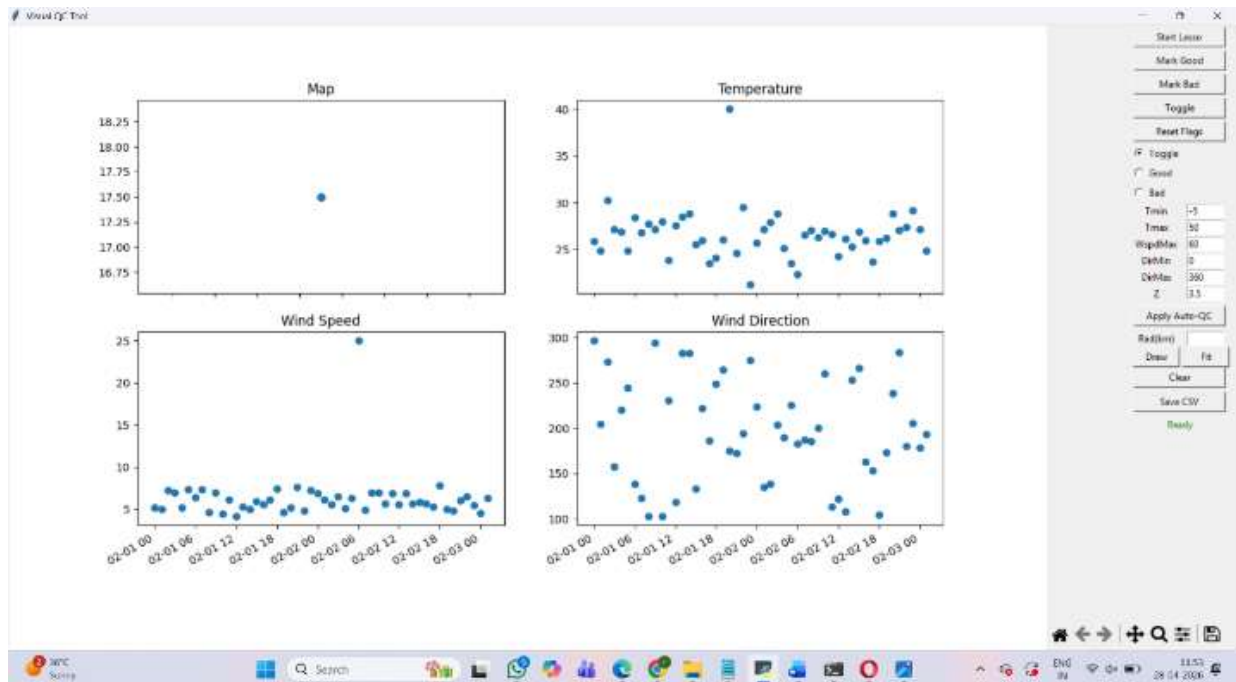 Visual QC Tool
Start Lasso
Mark Good
Mark Bad
Toggle
Reset Flags
Toggle
Good
Bad
Tmin -5
Tmax 50
WspdMax 60
DirMin 0
DirMax 360
Z 3.5
Apply Auto-QC
Rad(km)
Draw Fit
Clear
Save CSV
Ready
Map
18.25
18.00
17.75
17.50
17.25
17.00
16.75
Temperature
40
35
30
25
Wind Speed
25
20
15
10
5
02-01 00 02-01 06 02-01 12 02-01 18 02-02 00 02-02 06 02-02 12 02-02 18 02-03 00
Wind Direction
300
250
200
150
100
02-01 00 02-01 06 02-01 12 02-01 18 02-02 00 02-02 06 02-02 12 02-02 18 02-03 00
Sunny
Search
ENG
IN
11:53
28-04-2026